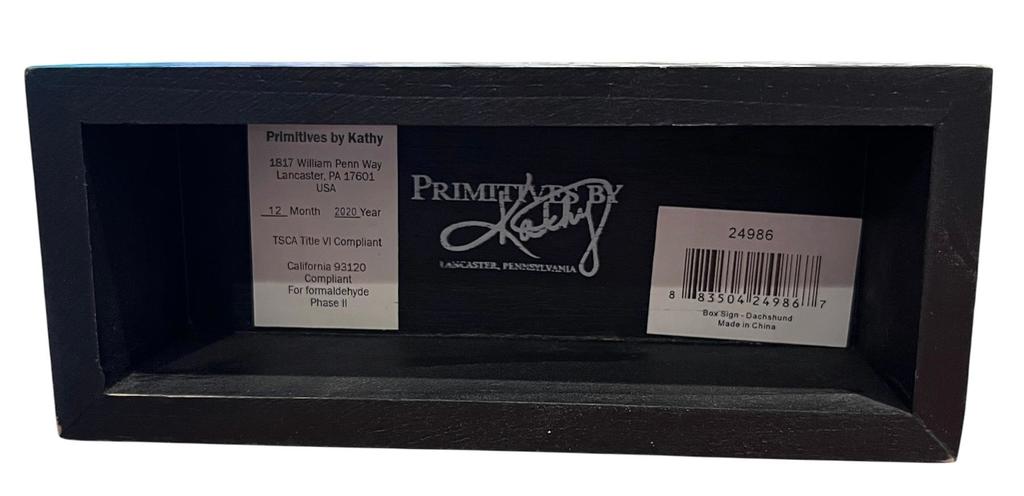 Primitives by Kathy
1817 William Penn Way
Lancaster, PA 17601
USA
12 Month 2020 Year
TSCA Title VI Compliant
California 93120
Compliant
For formaldehyde
Phase II
PRIMITIVES BY
Kathy
LANCASTER, PENNSYLVANIA
24986
8 83504 24986 7
Box Sign - Dachshund
Made in China